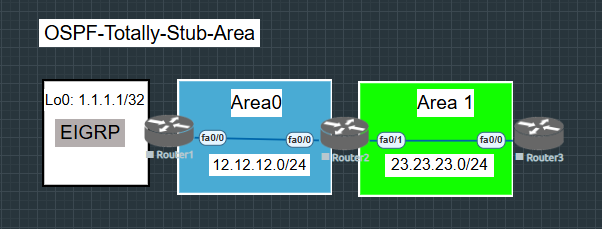 OSPF-Totally-Stub-Area
Lo0: 1.1.1.1/32
EIGRP
Area0
Area 1
Router1
fa0/0
fa0/0
Router2
fa0/1
fa0/0
Router3
12.12.12.0/24
23.23.23.0/24